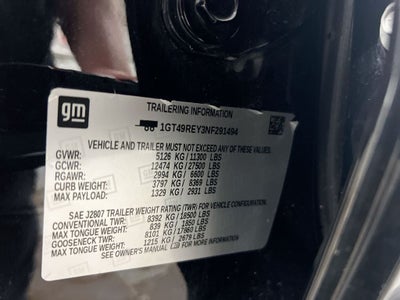 gm
TRAILERING INFORMATION
1GT49REY3NF291494
VEHICLE AND TRAILER MUST NOT EXCEED ANY OF THESE
GVWR: 5126 KG / 11300 LBS
GCWR: 12474 KG / 27500 LBS
RGAWR: 2994 KG / 6600 LBS
CURB WEIGHT: 3797 KG / 8369 LBS
MAX PAYLOAD: 1329 KG / 2931 LBS
SAE J2807 TRAILER WEIGHT RATING (TWR) FOR VEHICLE CONFIGURATION.
CONVENTIONAL TWR: 8392 KG / 18500 LBS
MAX TONGUE WEIGHT: 839 KG / 1850 LBS
GOOSENECK TWR: 8101 KG / 17860 LBS
MAX TONGUE WEIGHT: 1215 KG / 2679 LBS
SEE OWNER'S MANUAL FOR MORE INFORMATION